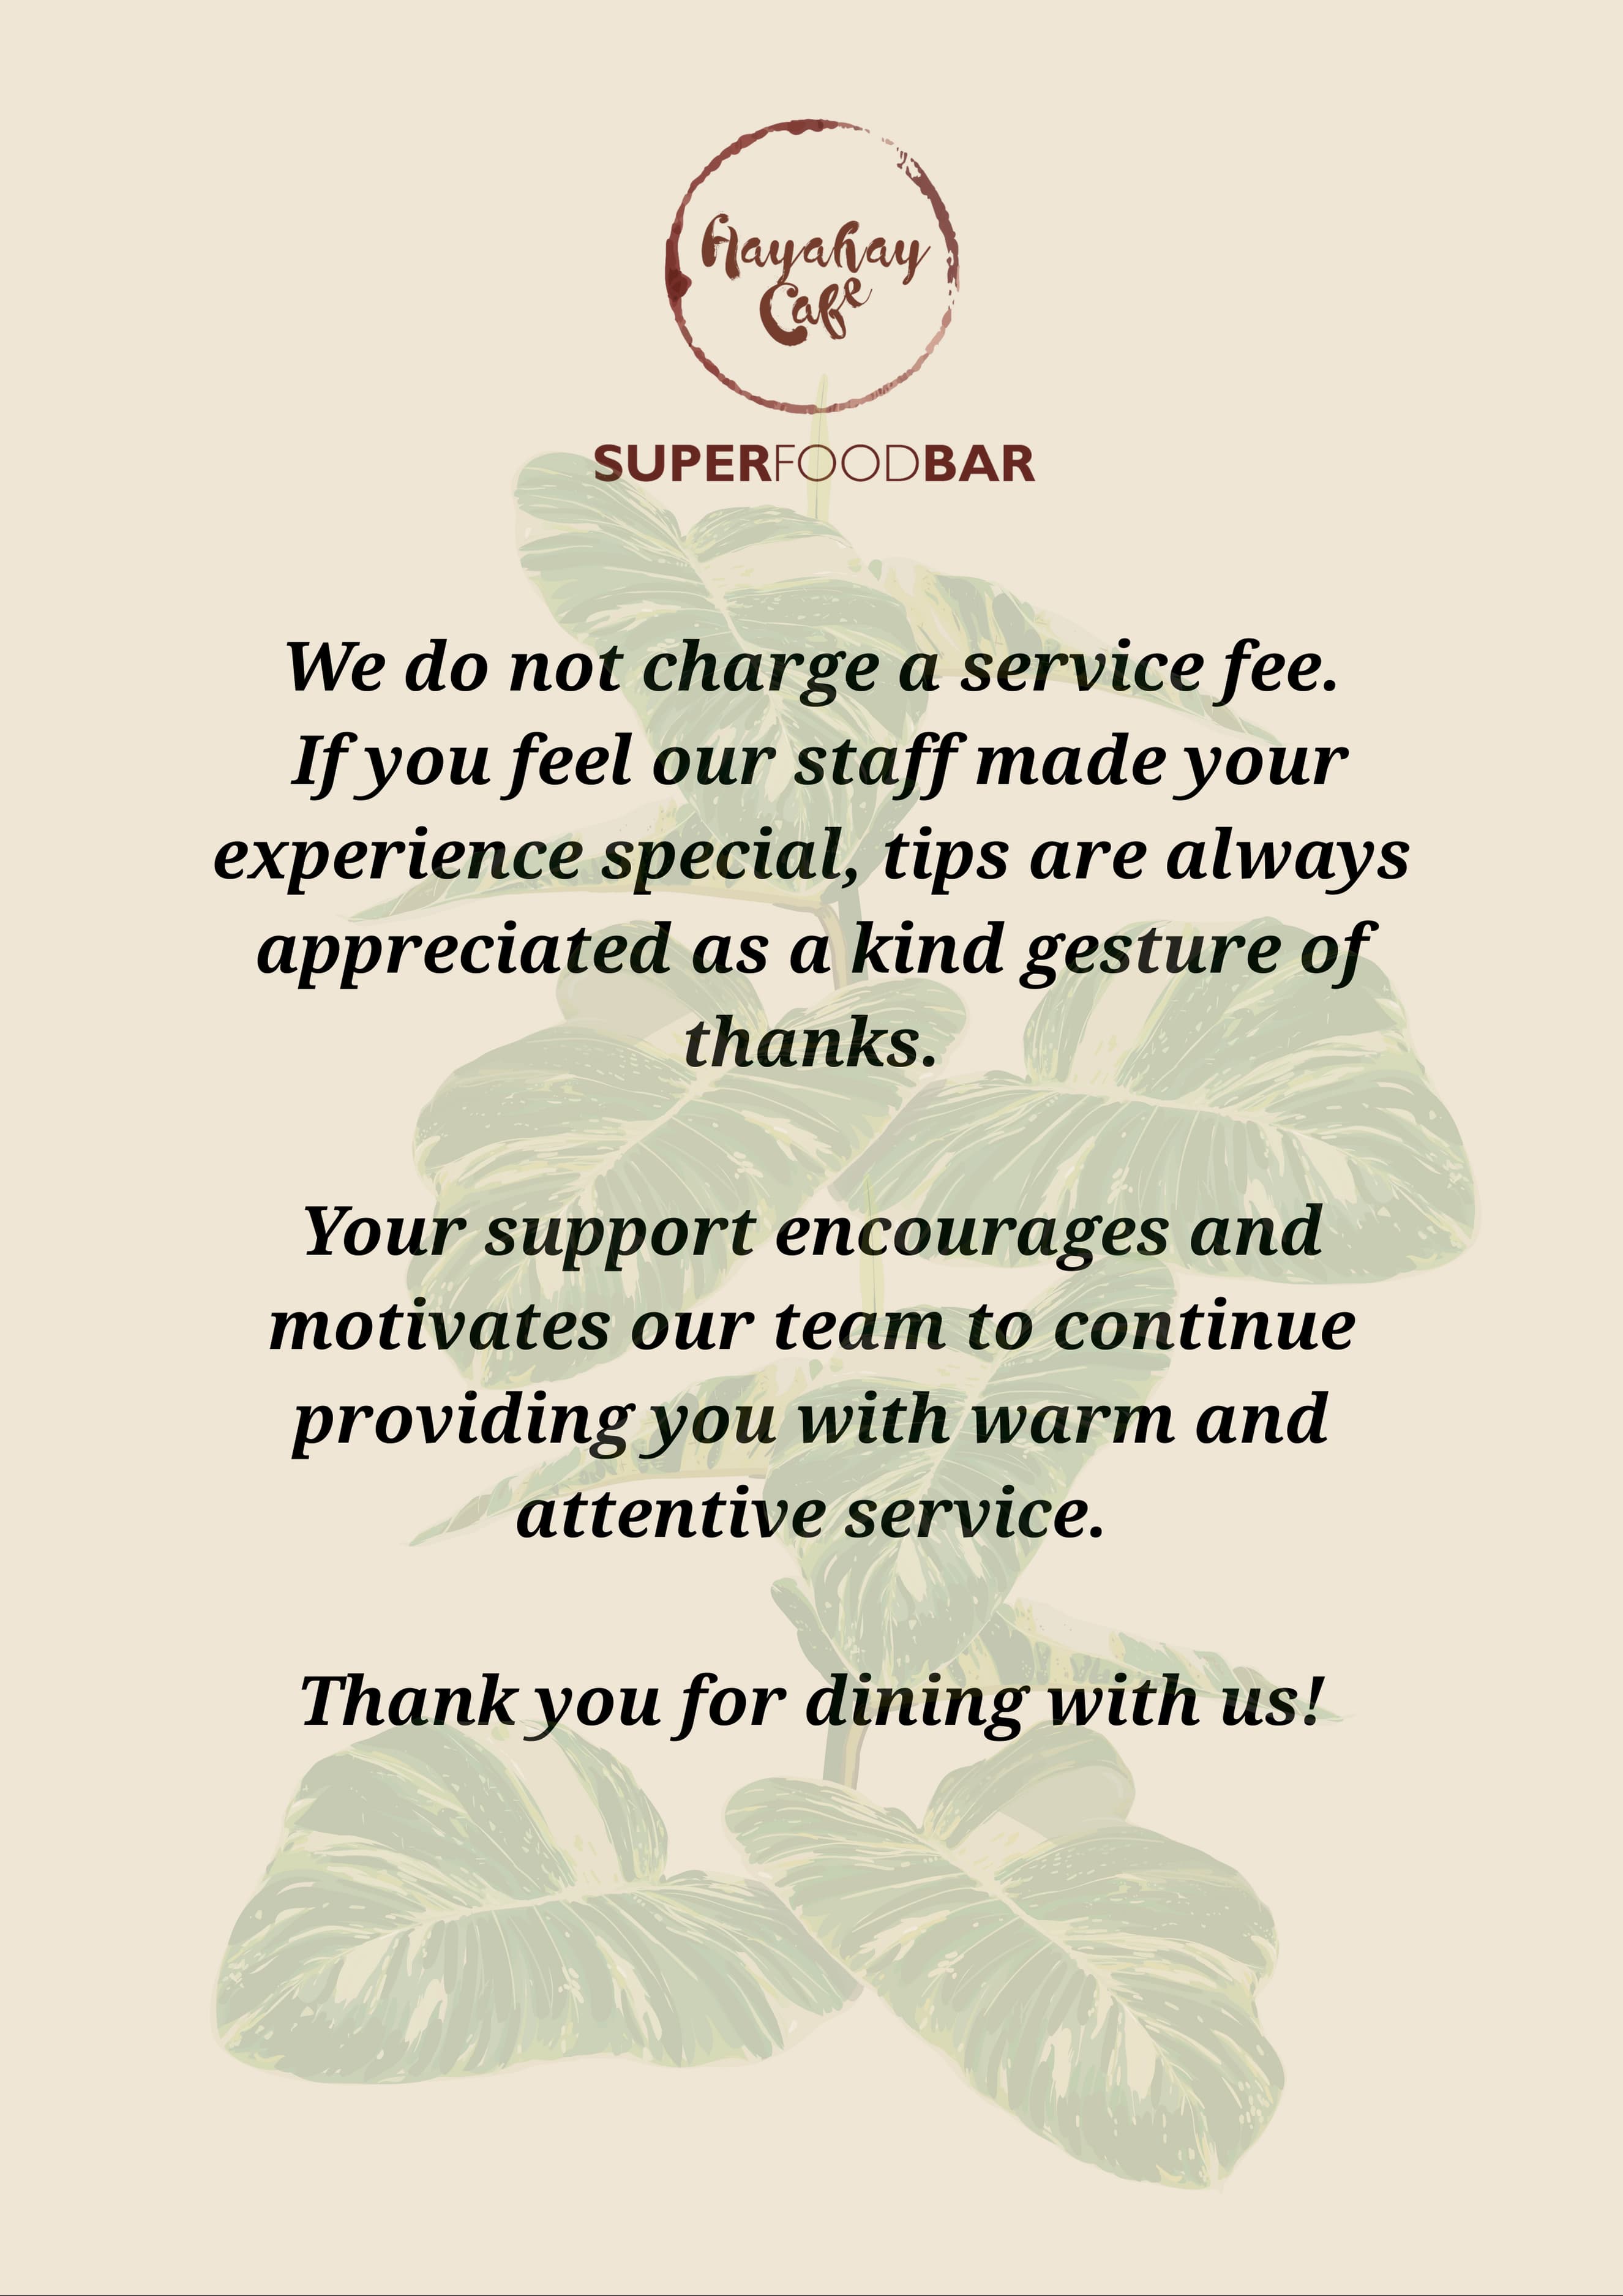 Hayahay
Cafe
SUPERFOODBAR
We do not charge a service fee.
If you feel our staff made your
experience special, tips are always
appreciated as a kind gesture of
thanks.
Your support encourages and
motivates our team to continue
providing you with warm and
attentive service.
Thank you for dining with us!